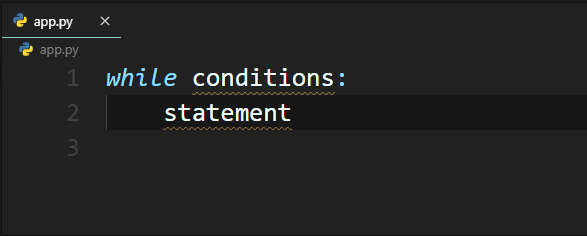 app.py ×
app.py
1 while conditions:
2     statement
3